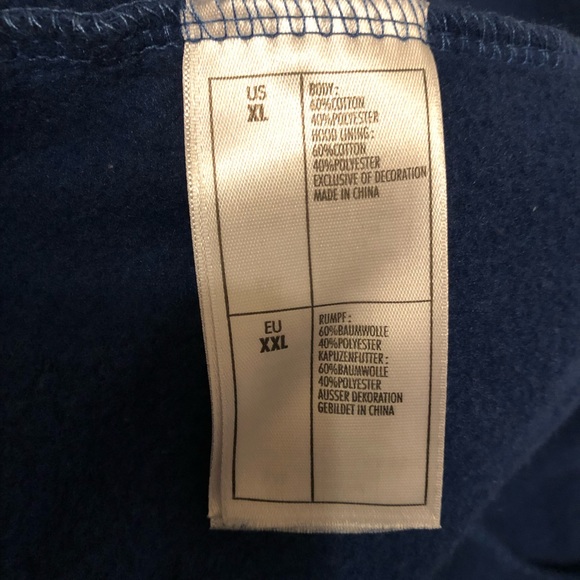 US
XL
BODY :
60%COTTON
40%POLYESTER
HOOD LINING :
60%COTTON
40%POLYESTER
EXCLUSIVE OF DECORATION
MADE IN CHINA
EU
XXL
RUMPF :
60%BAUMWOLLE
40%POLYESTER
KAPUZENFUTTER :
60%BAUMWOLLE
40%POLYESTER
AUSSER DEKORATION
GEBILDET IN CHINA